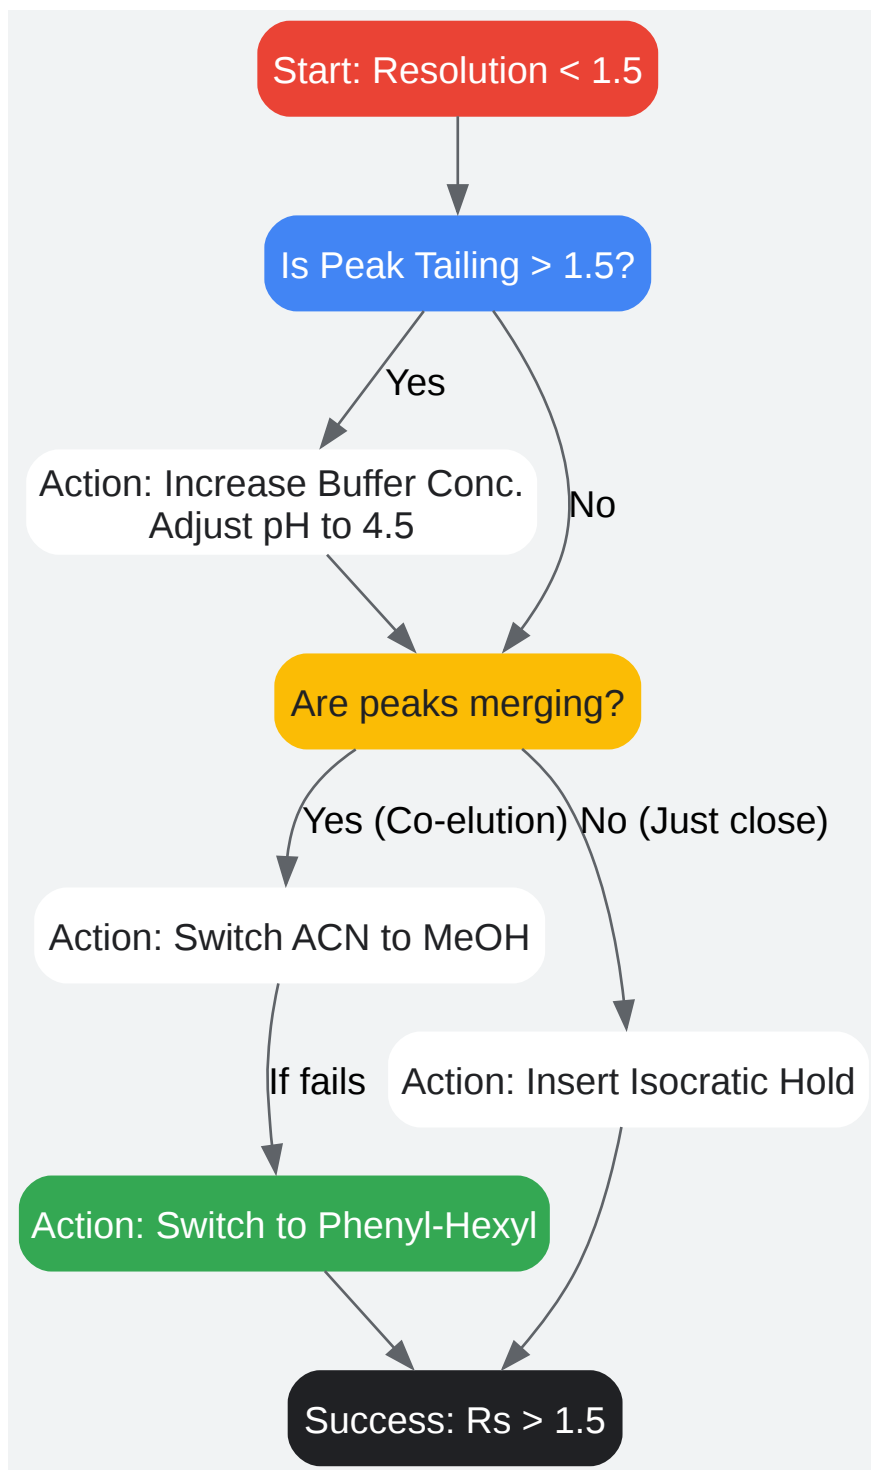 Start: Resolution < 1.5
Is Peak Tailing > 1.5?
Yes
Action: Increase Buffer Conc.
Adjust pH to 4.5
No
Are peaks merging?
Yes (Co-elution)
No (Just close)
Action: Switch ACN to MeOH
If fails
Action: Insert Isocratic Hold
Action: Switch to Phenyl-Hexyl
Success: Rs > 1.5